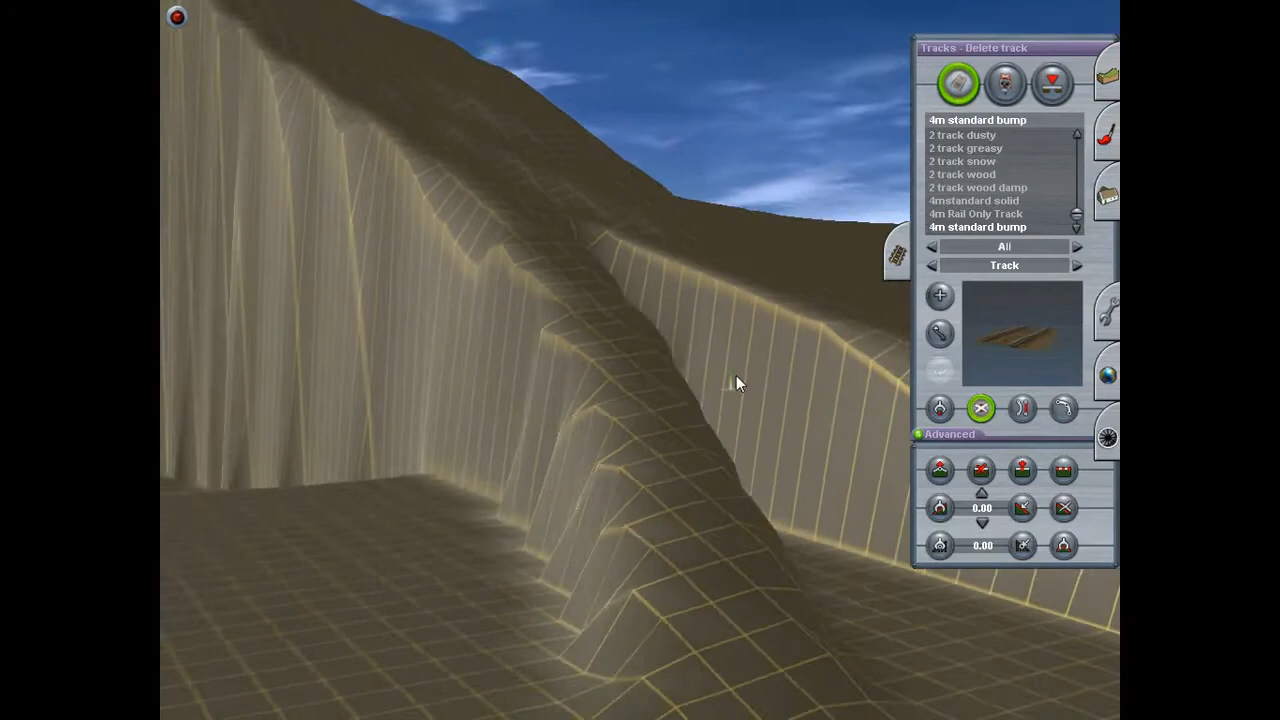 Tracks - Delete track
4m standard bump
2 track dusty
2 track greasy
2 track snow
2 track wood
2 track wood damp
4mstandard solid
4m Rail Only Track
4m standard bump
All
Track
Advanced
0.00
0.00